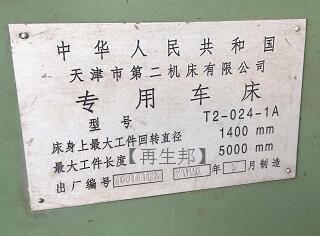 中华人民共和国
天津市第二机床有限公司
专用车床
型号 T2-024-1A
床身上最大工件回转直径 1400 mm
最大工件长度 5000 mm
【再生邦】
出厂编号 年 月制造